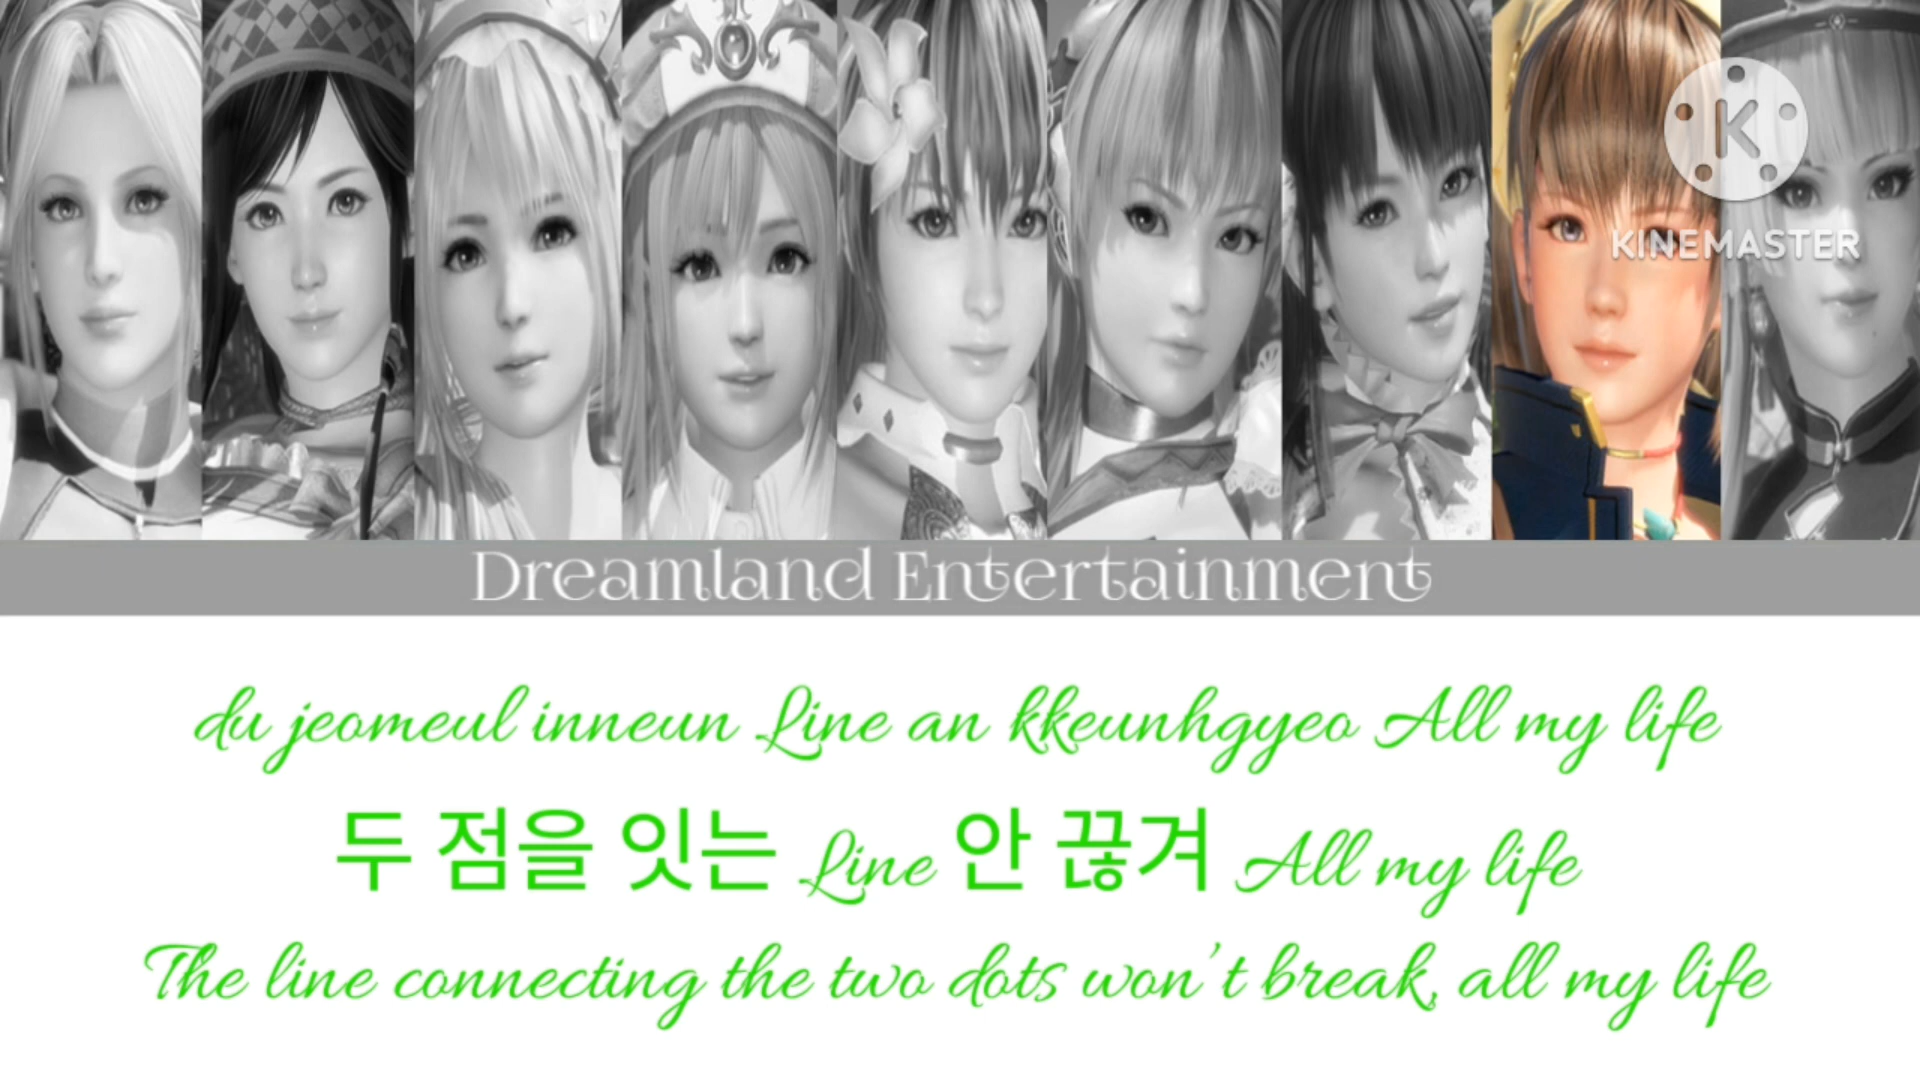 K
KINEMASTER
Dreamland Entertainment
du jeomeul inneun Line an kkeunhgyeo All my life
두 점을 잇는 Line 안 끊겨 All my life
The line connecting the two dots won't break, all my life